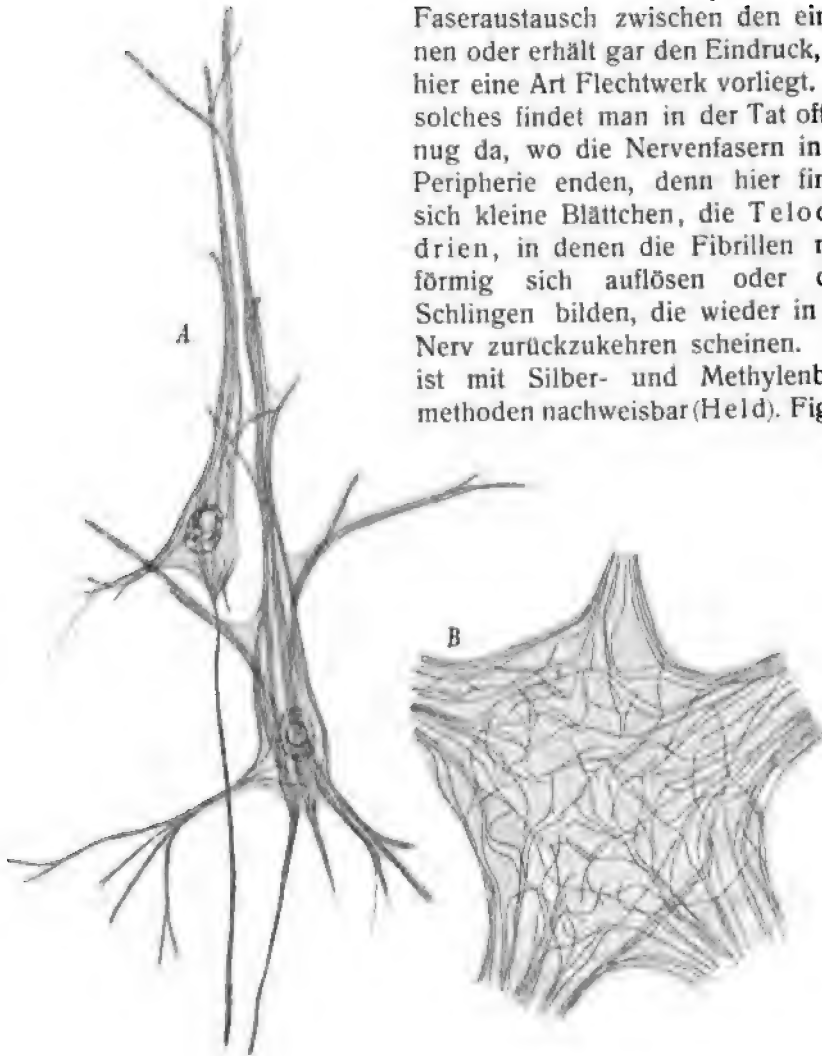 Faseraustausch zwischen den ein
nen oder erhält gar den Eindruck,
hier eine Art Flechtwerk vorliegt.
solches findet man in der Tat oft
nug da, wo die Nervenfasern in
Peripherie enden, denn hier fin
sich kleine Blättchen, die Teloc
drien, in denen die Fibrillen n
förmig sich auflösen oder d
Schlingen bilden, die wieder in
Nerv zurückzukehren scheinen.
ist mit Silber- und Methylenb
methoden nachweisbar (Held). Fig
A
B